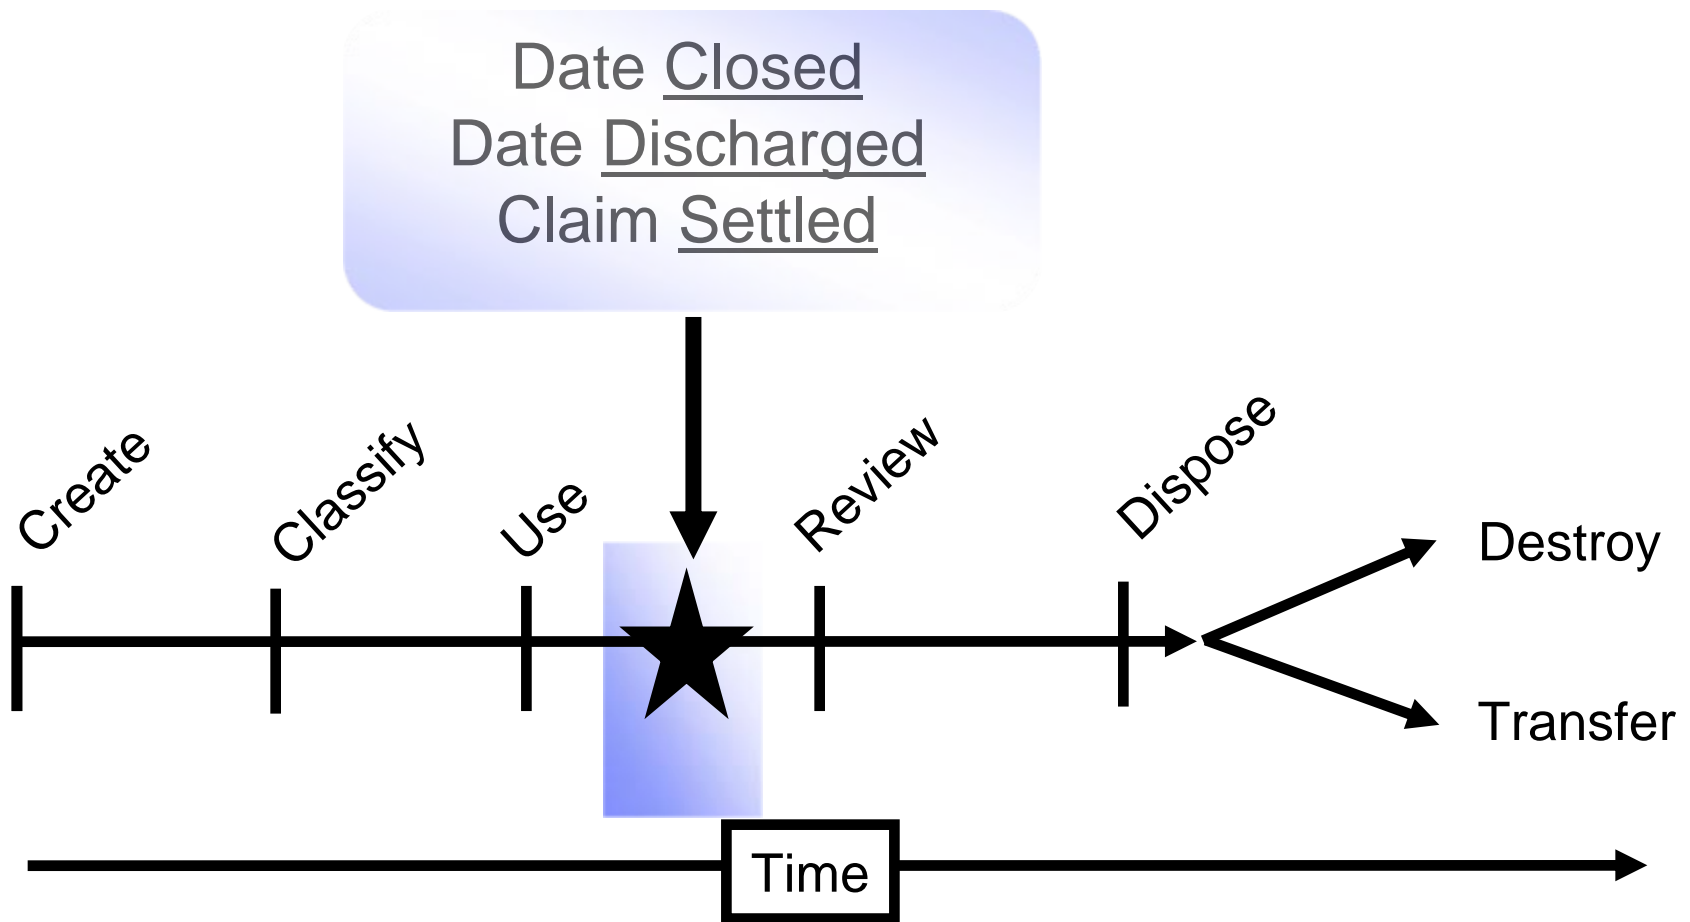 Date Closed
Date Discharged
Claim Settled
Create
Classify
Use
Review
Dispose
Destroy
Transfer
Time